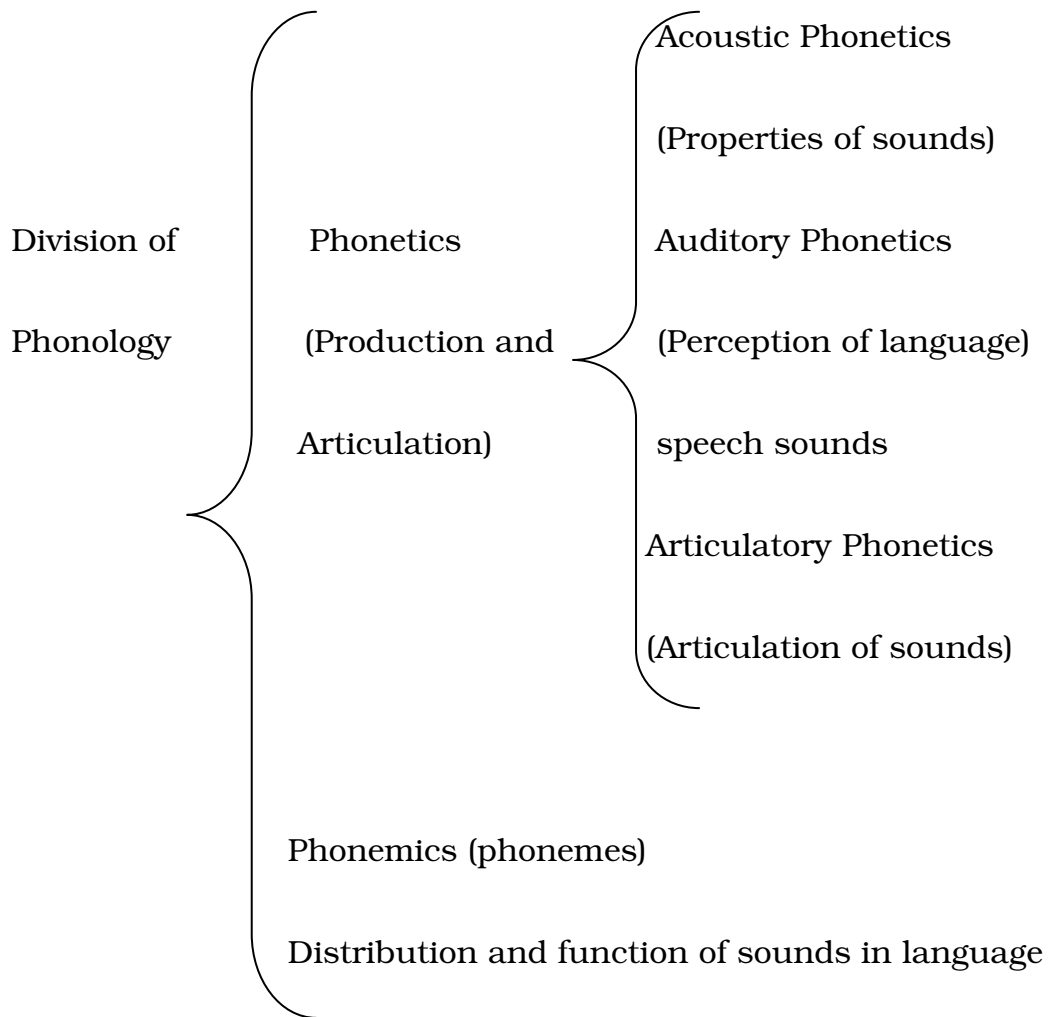 Acoustic Phonetics
(Properties of sounds)
Division of Phonetics Auditory Phonetics
Phonology (Production and (Perception of language)
Articulation) speech sounds
Articulatory Phonetics
(Articulation of sounds)
Phonemics (phonemes)
Distribution and function of sounds in language